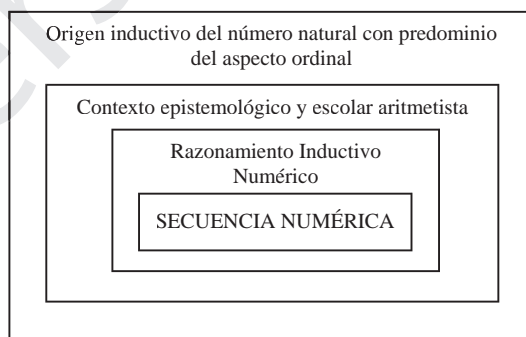 Origen inductivo del número natural con predominio
del aspecto ordinal
Contexto epistemológico y escolar aritmetista
Razonamiento Inductivo
Numérico
SECUENCIA NUMÉRICA